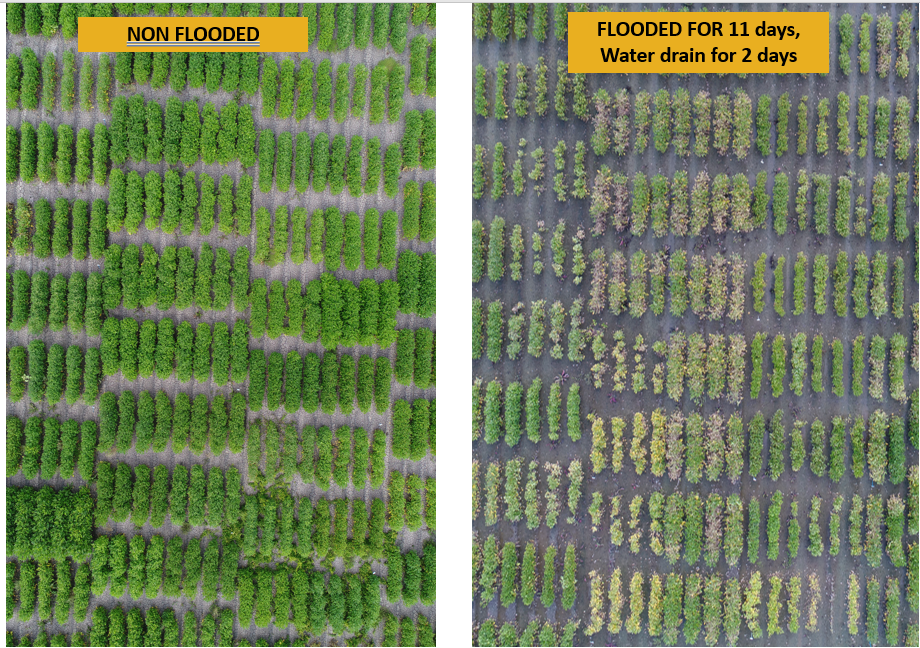 NON FLOODED
FLOODED FOR 11 days,
Water drain for 2 days